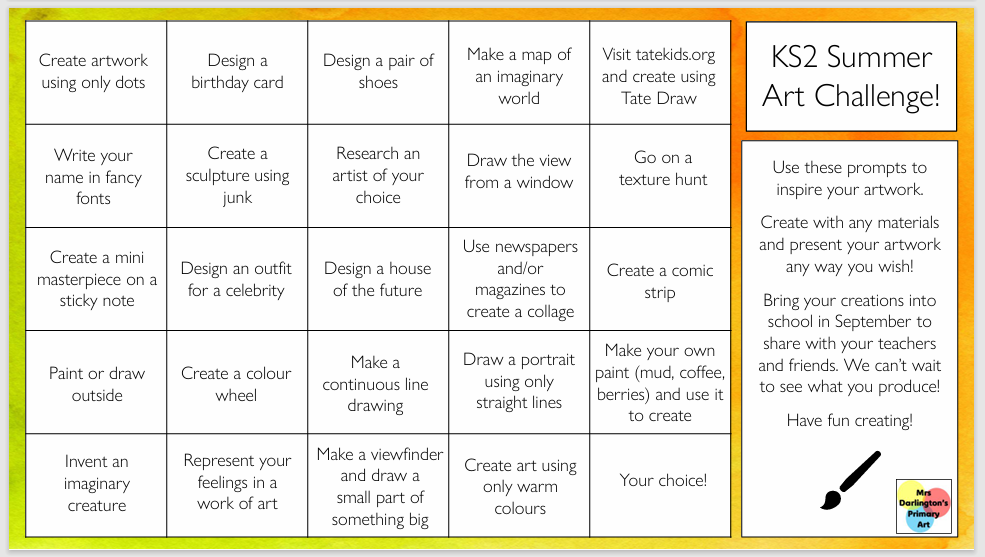 Create artwork
using only dots
Design a
birthday card
Design a pair of
shoes
Make a map of
an imaginary
world
Visit tatekids.org
and create using
Tate Draw
Write your
name in fancy
fonts
Create a
sculpture using
junk
Research an
artist of your
choice
Draw the view
from a window
Go on a
texture hunt
Create a mini
masterpiece on a
sticky note
Design an outfit
for a celebrity
Design a house
of the future
Use newspapers
and/or
magazines to
create a collage
Create a comic
strip
Paint or draw
outside
Create a colour
wheel
Make a
continuous line
drawing
Draw a portrait
using only
straight lines
Make your own
paint (mud, coffee,
berries) and use it
to create
Invent an
imaginary
creature
Represent your
feelings in a
work of art
Make a viewfinder
and draw a
small part of
something big
Create art using
only warm
colours
Your choice!
KS2 Summer
Art Challenge!
Use these prompts to
inspire your artwork.
Create with any materials
and present your artwork
any way you wish!
Bring your creations into
school in September to
share with your teachers
and friends. We can't wait
to see what you produce!
Have fun creating!
Mrs
Darlington's
Primary
Art